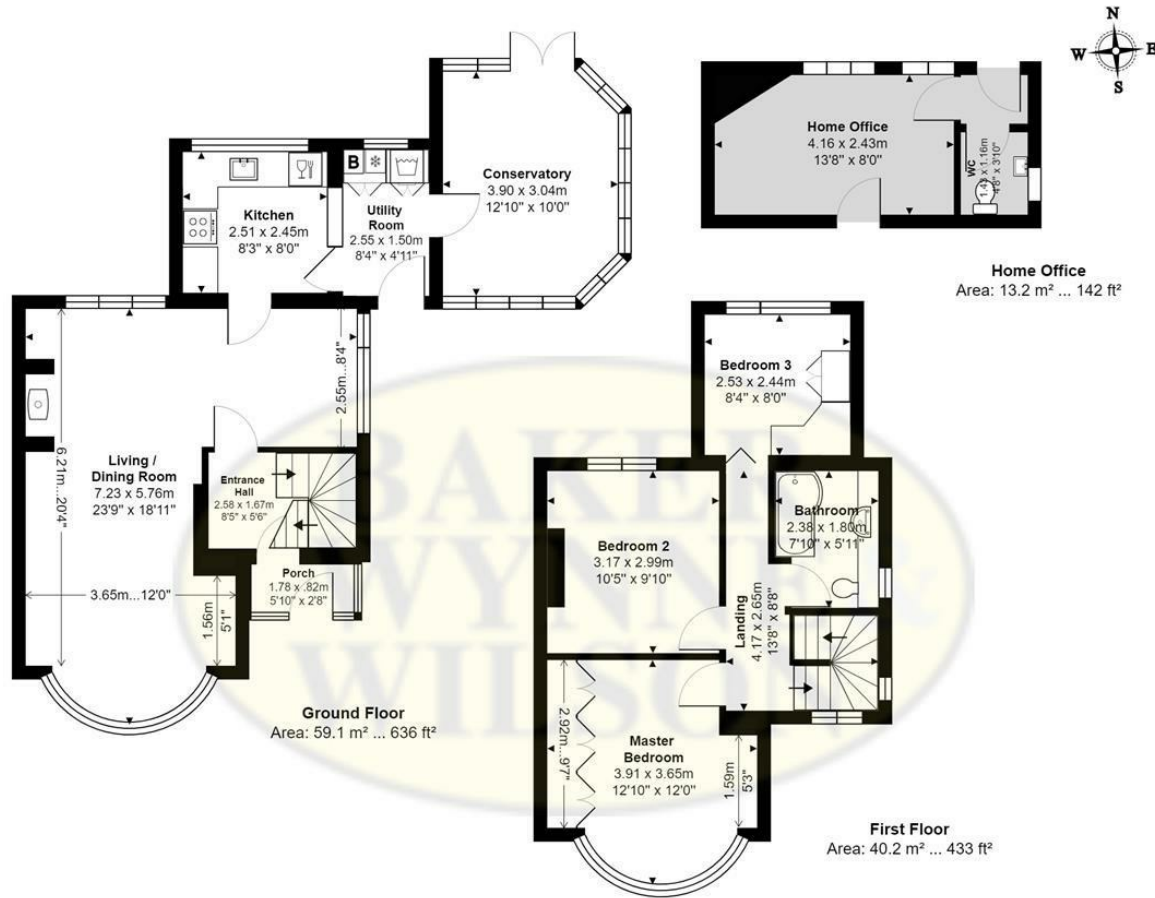 N
W
E
S
Conservatory
3.90 x 3.04m
12'10" x 10'0"
Home Office
4.16 x 2.43m
13'8" x 8'0"
WC
1.43 x 1.16m
4'8" x 3'10"
Home Office
Area: 13.2 m² ... 142 ft²
B
Kitchen
2.51 x 2.45m
8'3" x 8'0"
Utility
Room
2.55 x 1.50m
8'4" x 4'11"
2.55m...8'4"
6.21m...20'4"
Living /
Dining Room
7.23 x 5.76m
23'9" x 18'11"
Entrance
Hall
2.58 x 1.67m
8'5" x 5'6"
Porch
1.78 x .82m
5'10" x 2'8"
3.65m...12'0"
1.56m
5'1"
Ground Floor
Area: 59.1 m² ... 636 ft²
Bedroom 3
2.53 x 2.44m
8'4" x 8'0"
Bathroom
2.38 x 1.80m
7'10" x 5'11"
Bedroom 2
3.17 x 2.99m
10'5" x 9'10"
Landing
4.17 x 2.65m
13'8" x 8'8"
2.92m...9'7"
Master
Bedroom
3.91 x 3.65m
12'10" x 12'0"
1.59m
5'3"
First Floor
Area: 40.2 m² ... 433 ft²
BAKER
WYNNE &
WILSON